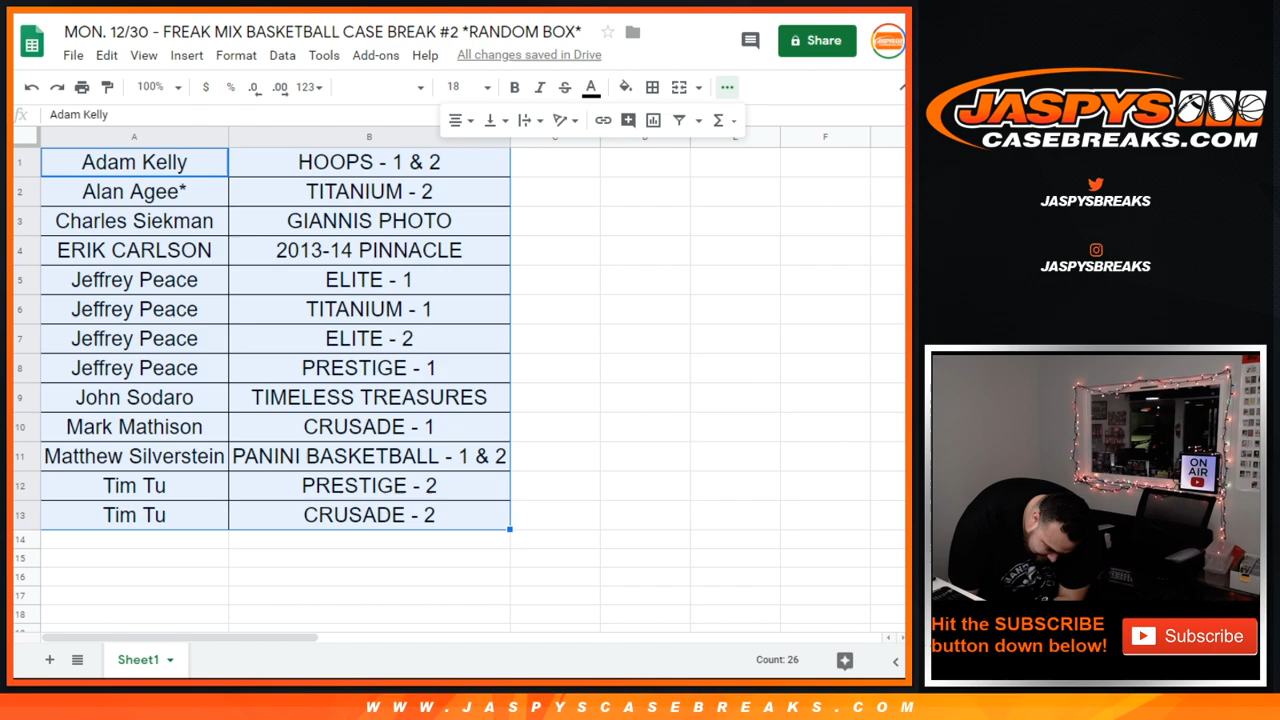 MON. 12/30 - FREAK MIX BASKETBALL CASE BREAK #2 *RANDOM BOX*
File Edit View Insert Format Data Tools Add-ons Help All changes saved in Drive
Share
100% $ % .0 .00 123 18 B I S A
fx Adam Kelly
A B C D E F
1 Adam Kelly HOOPS - 1 & 2
2 Alan Agee* TITANIUM - 2
3 Charles Siekman GIANNIS PHOTO
4 ERIK CARLSON 2013-14 PINNACLE
5 Jeffrey Peace ELITE - 1
6 Jeffrey Peace TITANIUM - 1
7 Jeffrey Peace ELITE - 2
8 Jeffrey Peace PRESTIGE - 1
9 John Sodaro TIMELESS TREASURES
10 Mark Mathison CRUSADE - 1
11 Matthew Silverstein PANINI BASKETBALL - 1 & 2
12 Tim Tu PRESTIGE - 2
13 Tim Tu CRUSADE - 2
14
15
16
17
18
Sheet1
Count: 26
JASPYS
CASEBREAKS.COM
JASPYSBREAKS
JASPYSBREAKS
ON
AIR
Hit the SUBSCRIBE
button down below!
Subscribe
WWW.JASPYSCASEBREAKS.COM